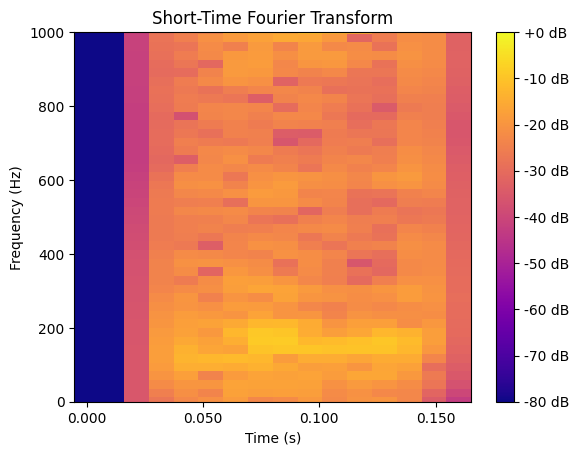 Short-Time Fourier Transform
1000
800
600
400
200
0
Frequency (Hz)
0.000
0.050
0.100
0.150
Time (s)
+0 dB
-10 dB
-20 dB
-30 dB
-40 dB
-50 dB
-60 dB
-70 dB
-80 dB